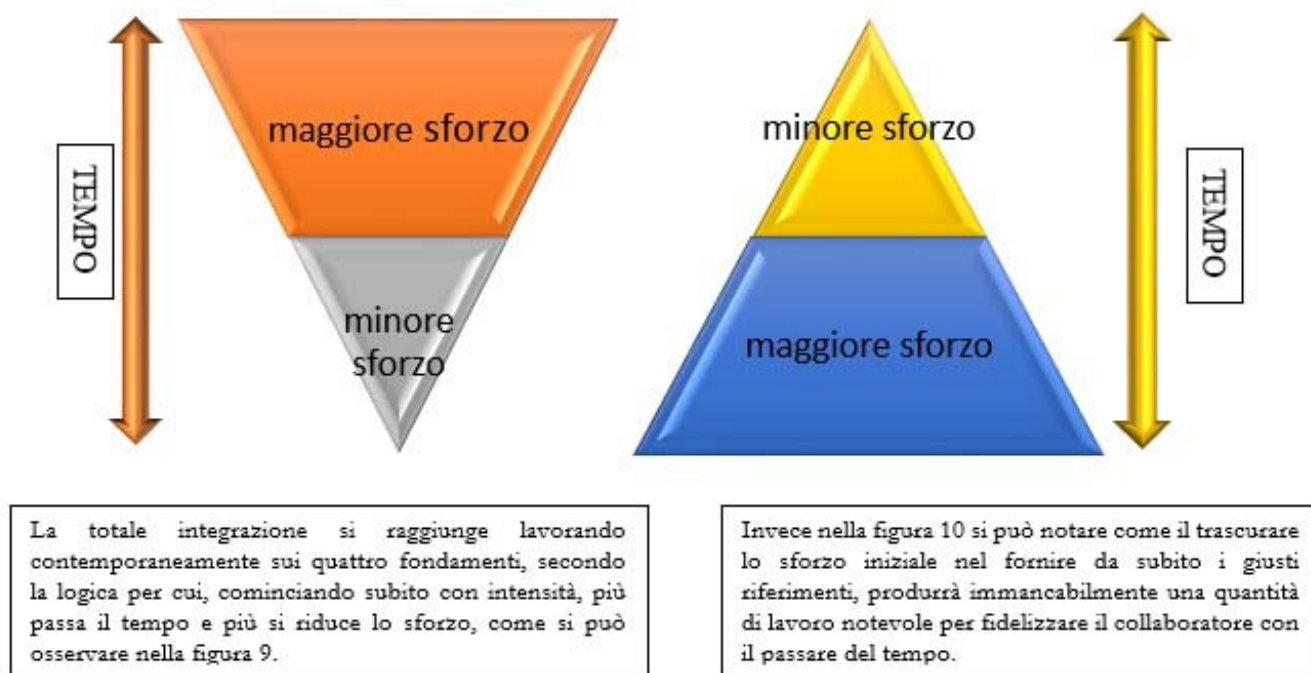 TEMPO
maggiore sforzo
minore
sforzo
minore sforzo
maggiore sforzo
TEMPO
La totale integrazione si raggiunge lavorando
contemporaneamente sui quattro fondamenti, secondo
la logica per cui, cominciando subito con intensità, più
passa il tempo e più si riduce lo sforzo, come si può
osservare nella figura 9.
Invece nella figura 10 si può notare come il trascurare
lo sforzo iniziale nel fornire da subito i giusti
riferimenti, produrrà immancabilmente una quantità
di lavoro notevole per fidelizzare il collaboratore con
il passare del tempo.